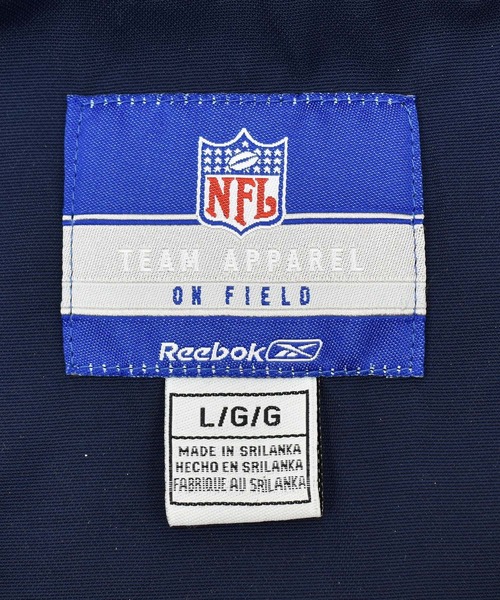 NFL
TEAM APPAREL
ON FIELD
Reebok
L/G/G
MADE IN SRILANKA
HECHO EN SRILANKA
FABRIQUE AU SRILANKA